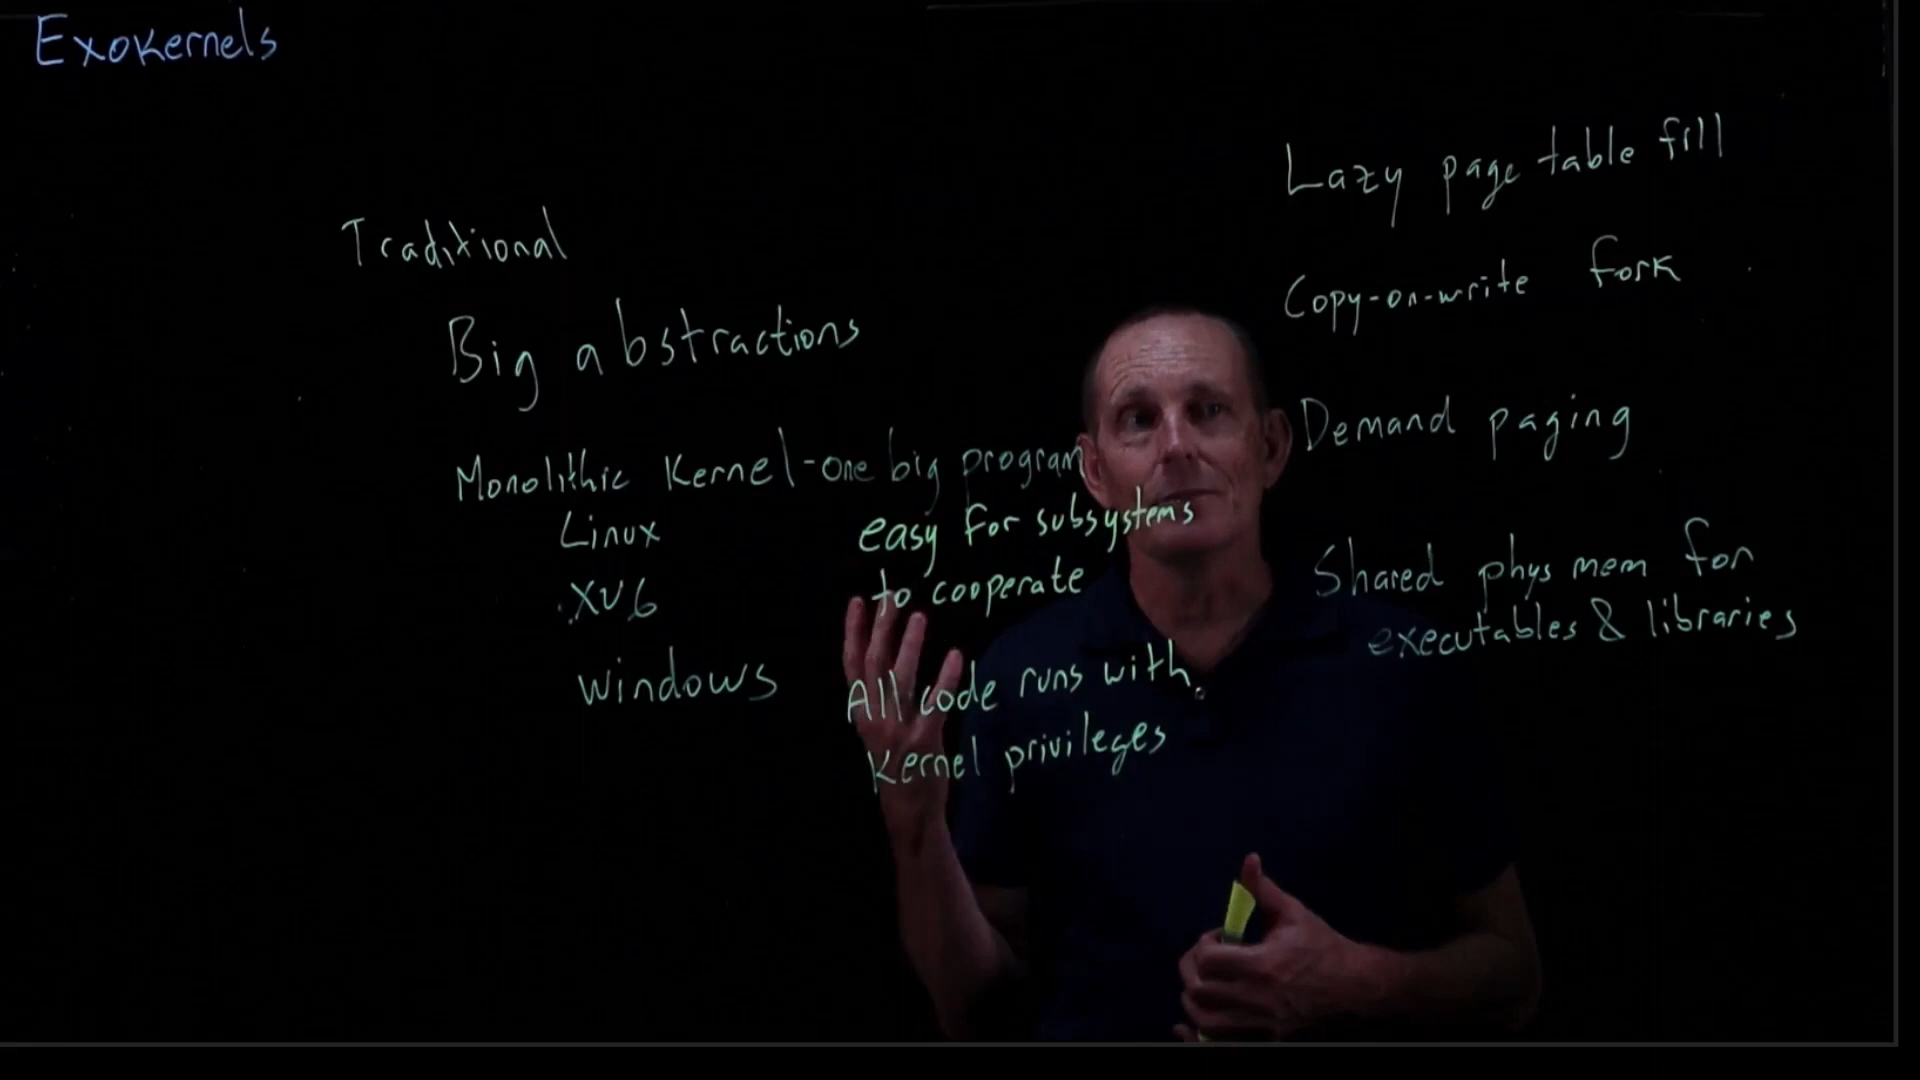 Exokernels
Traditional
Big abstractions
Monolithic Kernel-one big program
Linux
XV6
Windows
easy for subsystems
to cooperate
All code runs with
Kernel privileges
Lazy page table fill
Copy-on-write fork
Demand paging
Shared phys mem for
executables & libraries